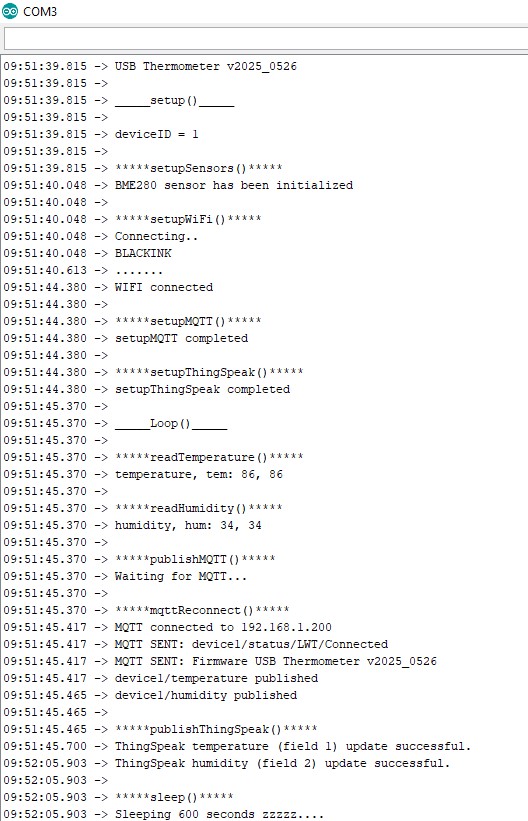 COM3
09:51:39.815 -> USB Thermometer v2025_0526
09:51:39.815 ->
09:51:39.815 -> _____setup()_____
09:51:39.815 ->
09:51:39.815 -> deviceID = 1
09:51:39.815 ->
09:51:39.815 -> *****setupSensors()*****
09:51:40.048 -> BME280 sensor has been initialized
09:51:40.048 ->
09:51:40.048 -> *****setupWiFi()*****
09:51:40.048 -> Connecting..
09:51:40.048 -> BLACKINK
09:51:40.613 -> .......
09:51:44.380 -> WIFI connected
09:51:44.380 ->
09:51:44.380 -> *****setupMQTT()*****
09:51:44.380 -> setupMQTT completed
09:51:44.380 ->
09:51:44.380 -> *****setupThingSpeak()*****
09:51:44.380 -> setupThingSpeak completed
09:51:45.370 ->
09:51:45.370 -> _____Loop()_____
09:51:45.370 ->
09:51:45.370 -> *****readTemperature()*****
09:51:45.370 -> temperature, tem: 86, 86
09:51:45.370 ->
09:51:45.370 -> *****readHumidity()*****
09:51:45.370 -> humidity, hum: 34, 34
09:51:45.370 ->
09:51:45.370 -> *****publishMQTT()*****
09:51:45.370 -> Waiting for MQTT...
09:51:45.370 ->
09:51:45.370 -> *****mqttReconnect()*****
09:51:45.417 -> MQTT connected to 192.168.1.200
09:51:45.417 -> MQTT SENT: device1/status/LWT/Connected
09:51:45.417 -> MQTT SENT: Firmware USB Thermometer v2025_0526
09:51:45.417 -> device1/temperature published
09:51:45.465 -> device1/humidity published
09:51:45.465 ->
09:51:45.465 -> *****publishThingSpeak()*****
09:51:45.700 -> ThingSpeak temperature (field 1) update successful.
09:52:05.903 -> ThingSpeak humidity (field 2) update successful.
09:52:05.903 ->
09:52:05.903 -> *****sleep()*****
09:52:05.903 -> Sleeping 600 seconds zzzzz....